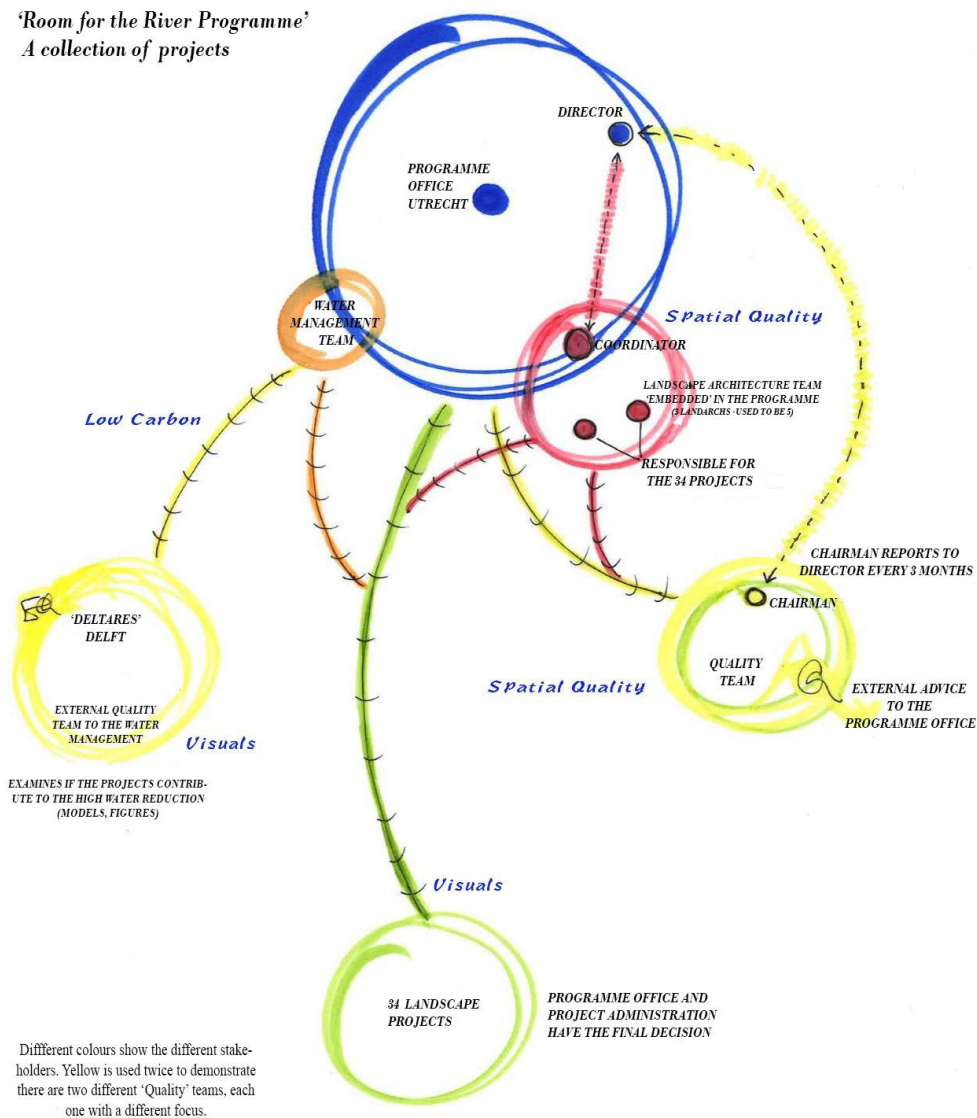 ‘Room for the River Programme’
A collection of projects
DIRECTOR
PROGRAMME
OFFICE
UTRECHT
WATER
MANAGEMENT
TEAM
Spatial Quality
COORDINATOR
LANDSCAPE ARCHITECTURE TEAM
‘EMBEDDED’ IN THE PROGRAMME
(3 LANDARCHS - USED TO BE 5)
Low Carbon
RESPONSIBLE FOR
THE 34 PROJECTS
CHAIRMAN REPORTS TO
DIRECTOR EVERY 3 MONTHS
CHAIRMAN
‘DELTARES’
DELFT
QUALITY
TEAM
Spatial Quality
EXTERNAL ADVICE
TO THE
PROGRAMME OFFICE
EXTERNAL QUALITY
TEAM TO THE WATER
MANAGEMENT
Visuals
EXAMINES IF THE PROJECTS CONTRIB-
UTE TO THE HIGH WATER REDUCTION
(MODELS, FIGURES)
Visuals
34 LANDSCAPE
PROJECTS
PROGRAMME OFFICE AND
PROJECT ADMINISTRATION
HAVE THE FINAL DECISION
Diffferent colours show the different stake-
holders. Yellow is used twice to demonstrate
there are two different ‘Quality’ teams, each
one with a different focus.